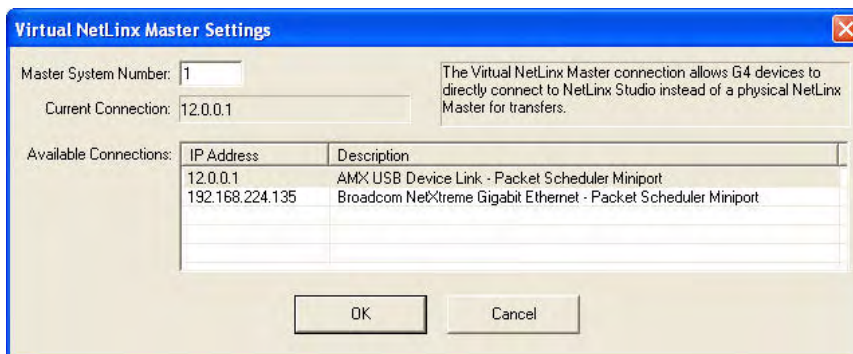 Virtual NetLinx Master Settings
Master System Number: 1
The Virtual NetLinx Master connection allows G4 devices to
directly connect to NetLinx Studio instead of a physical NetLinx
Master for transfers.
Current Connection: 12.0.0.1
Available Connections:
IP Address Description
12.0.0.1 AMX USB Device Link - Packet Scheduler Miniport
192.168.224.135 Broadcom NetXtreme Gigabit Ethernet - Packet Scheduler Miniport
OK Cancel